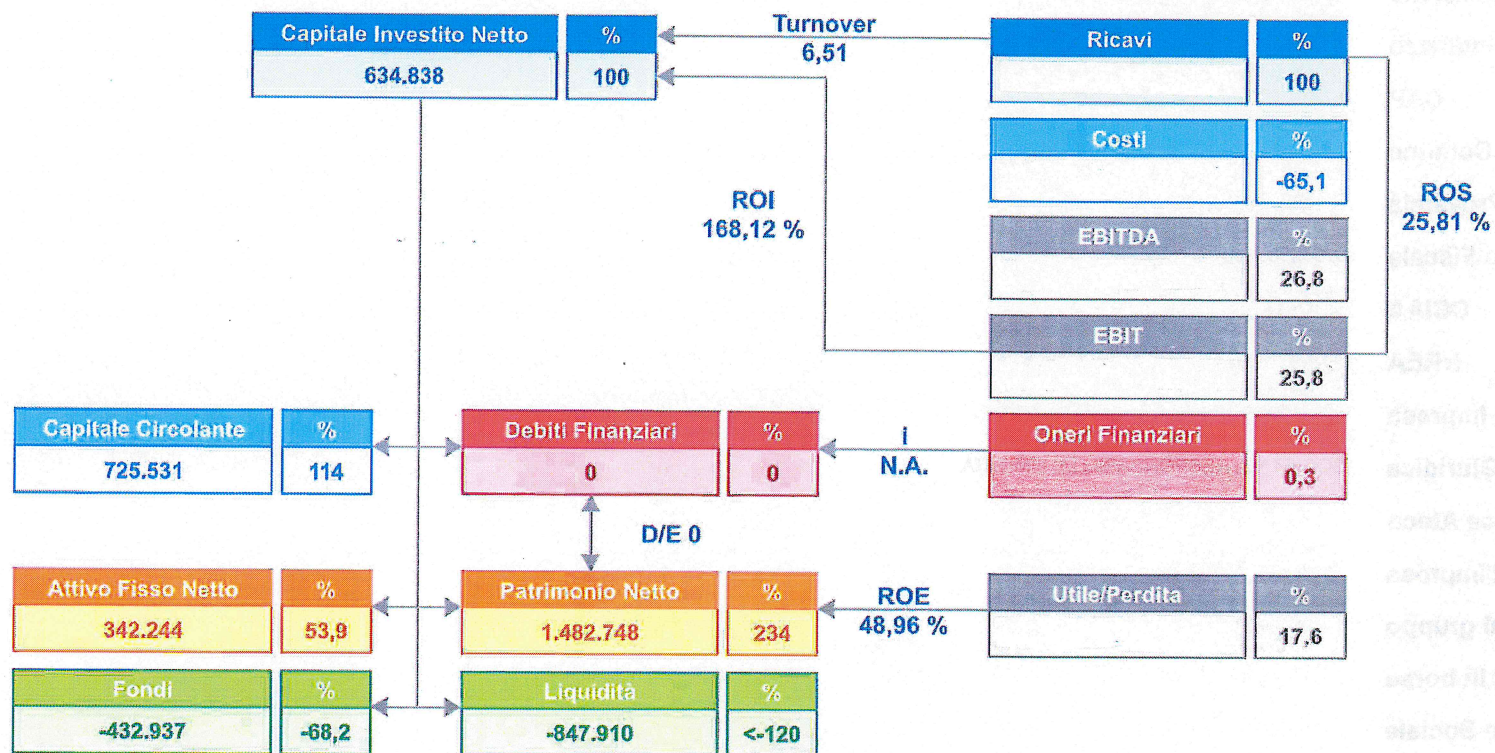 Capitale Investito Netto %
634.838 100
Turnover
6,51
Ricavi %
100
Costi %
-65,1
ROI
168,12 %
ROS
25,81 %
EBITDA %
26,8
EBIT %
25,8
Capitale Circolante %
725.531 114
Debiti Finanziari %
0 0
i
N.A.
Oneri Finanziari %
0,3
D/E 0
Attivo Fisso Netto %
342.244 53,9
Patrimonio Netto %
1.482.748 234
ROE
48,96 %
Utile/Perdita %
17,6
Fondi %
-432.937 -68,2
Liquidità %
-847.910 <-120